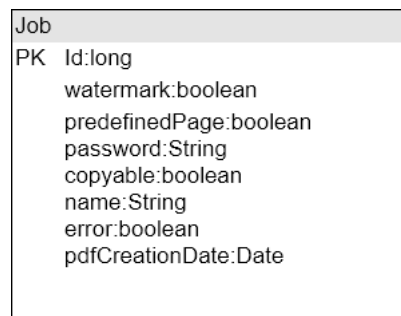 Job
PK Id:long
watermark:boolean
predefinedPage:boolean
password:String
copyable:boolean
name:String
error:boolean
pdfCreationDate:Date